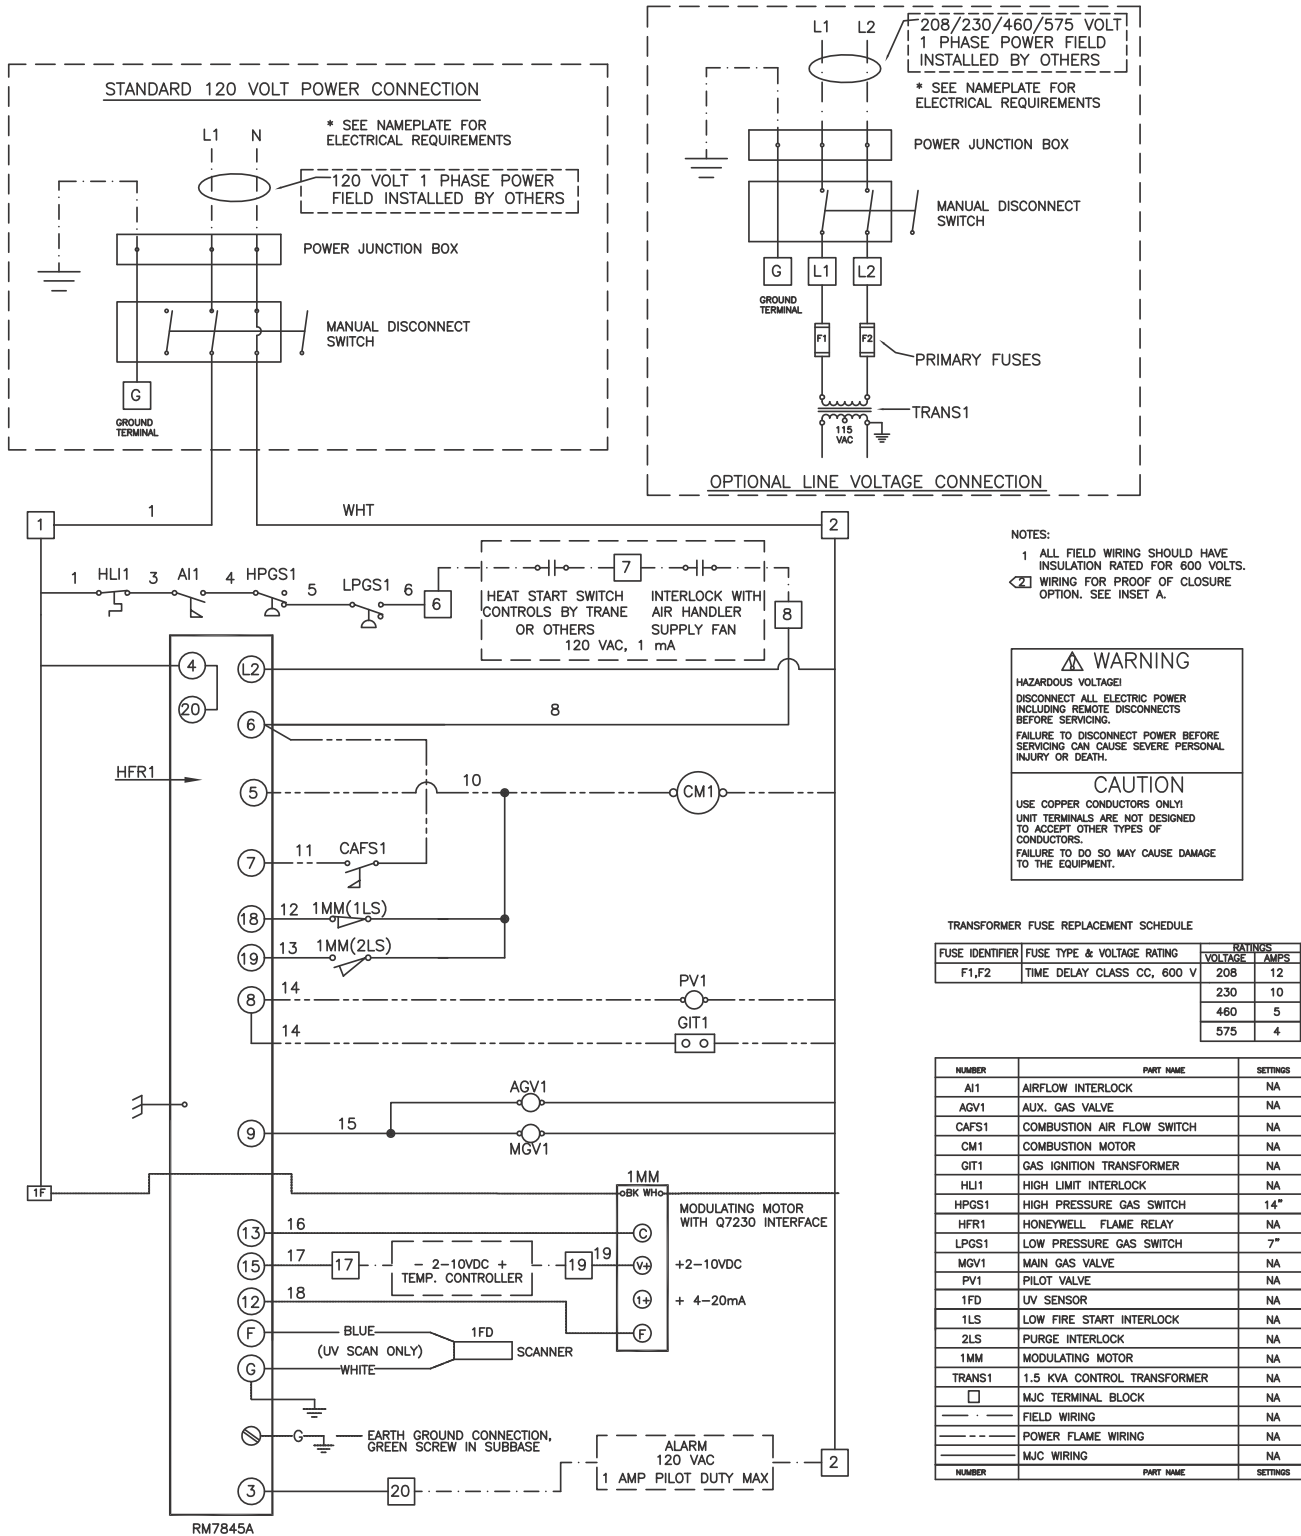 STANDARD 120 VOLT POWER CONNECTION
L1 N
* SEE NAMEPLATE FOR
ELECTRICAL REQUIREMENTS
120 VOLT 1 PHASE POWER
FIELD INSTALLED BY OTHERS
POWER JUNCTION BOX
MANUAL DISCONNECT
SWITCH
G
GROUND
TERMINAL
L1 L2
208/230/460/575 VOLT
1 PHASE POWER FIELD
INSTALLED BY OTHERS
* SEE NAMEPLATE FOR
ELECTRICAL REQUIREMENTS
POWER JUNCTION BOX
MANUAL DISCONNECT
SWITCH
G L1 L2
GROUND
TERMINAL
F1 F2
PRIMARY FUSES
TRANS1
115
VAC
OPTIONAL LINE VOLTAGE CONNECTION
1 1 WHT 2
1 HLI1 3 AI1 4 HPGS1 5 LPGS1 6 6
7
HEAT START SWITCH
CONTROLS BY TRANE
OR OTHERS
INTERLOCK WITH
AIR HANDLER
SUPPLY FAN
120 VAC, 1 mA
8
4 L2
20
6 8
HFR1
5 10 CM1
7 11 CAFS1
18 12 1MM(1LS)
19 13 1MM(2LS)
8 14 PV1
14 GIT1
AGV1
9 15
MGV1
1F
1MM
BK WH
MODULATING MOTOR
WITH Q7230 INTERFACE
13 16 C
15 17 17
- 2-10VDC +
TEMP. CONTROLLER
19 19 V+ +2-10VDC
12 18 1+ + 4-20mA
F BLUE 1FD F
(UV SCAN ONLY) SCANNER
G WHITE
G EARTH GROUND CONNECTION,
GREEN SCREW IN SUBBASE
ALARM
120 VAC
1 AMP PILOT DUTY MAX
2
3 20
RM7845A
NOTES:
1 ALL FIELD WIRING SHOULD HAVE
INSULATION RATED FOR 600 VOLTS.
2 WIRING FOR PROOF OF CLOSURE
OPTION. SEE INSET A.
WARNING
HAZARDOUS VOLTAGE!
DISCONNECT ALL ELECTRIC POWER
INCLUDING REMOTE DISCONNECTS
BEFORE SERVICING.
FAILURE TO DISCONNECT POWER BEFORE
SERVICING CAN CAUSE SEVERE PERSONAL
INJURY OR DEATH.
CAUTION
USE COPPER CONDUCTORS ONLY!
UNIT TERMINALS ARE NOT DESIGNED
TO ACCEPT OTHER TYPES OF
CONDUCTORS.
FAILURE TO DO SO MAY CAUSE DAMAGE
TO THE EQUIPMENT.
TRANSFORMER FUSE REPLACEMENT SCHEDULE
FUSE IDENTIFIER FUSE TYPE & VOLTAGE RATING RATINGS
VOLTAGE AMPS
F1,F2 TIME DELAY CLASS CC, 600 V 208 12
230 10
460 5
575 4
NUMBER PART NAME SETTINGS
AI1 AIRFLOW INTERLOCK NA
AGV1 AUX. GAS VALVE NA
CAFS1 COMBUSTION AIR FLOW SWITCH NA
CM1 COMBUSTION MOTOR NA
GIT1 GAS IGNITION TRANSFORMER NA
HLI1 HIGH LIMIT INTERLOCK NA
HPGS1 HIGH PRESSURE GAS SWITCH 14"
HFR1 HONEYWELL FLAME RELAY NA
LPGS1 LOW PRESSURE GAS SWITCH 7"
MGV1 MAIN GAS VALVE NA
PV1 PILOT VALVE NA
1FD UV SENSOR NA
1LS LOW FIRE START INTERLOCK NA
2LS PURGE INTERLOCK NA
1MM MODULATING MOTOR NA
TRANS1 1.5 KVA CONTROL TRANSFORMER NA
MJC TERMINAL BLOCK NA
FIELD WIRING NA
POWER FLAME WIRING NA
MJC WIRING NA
NUMBER PART NAME SETTINGS